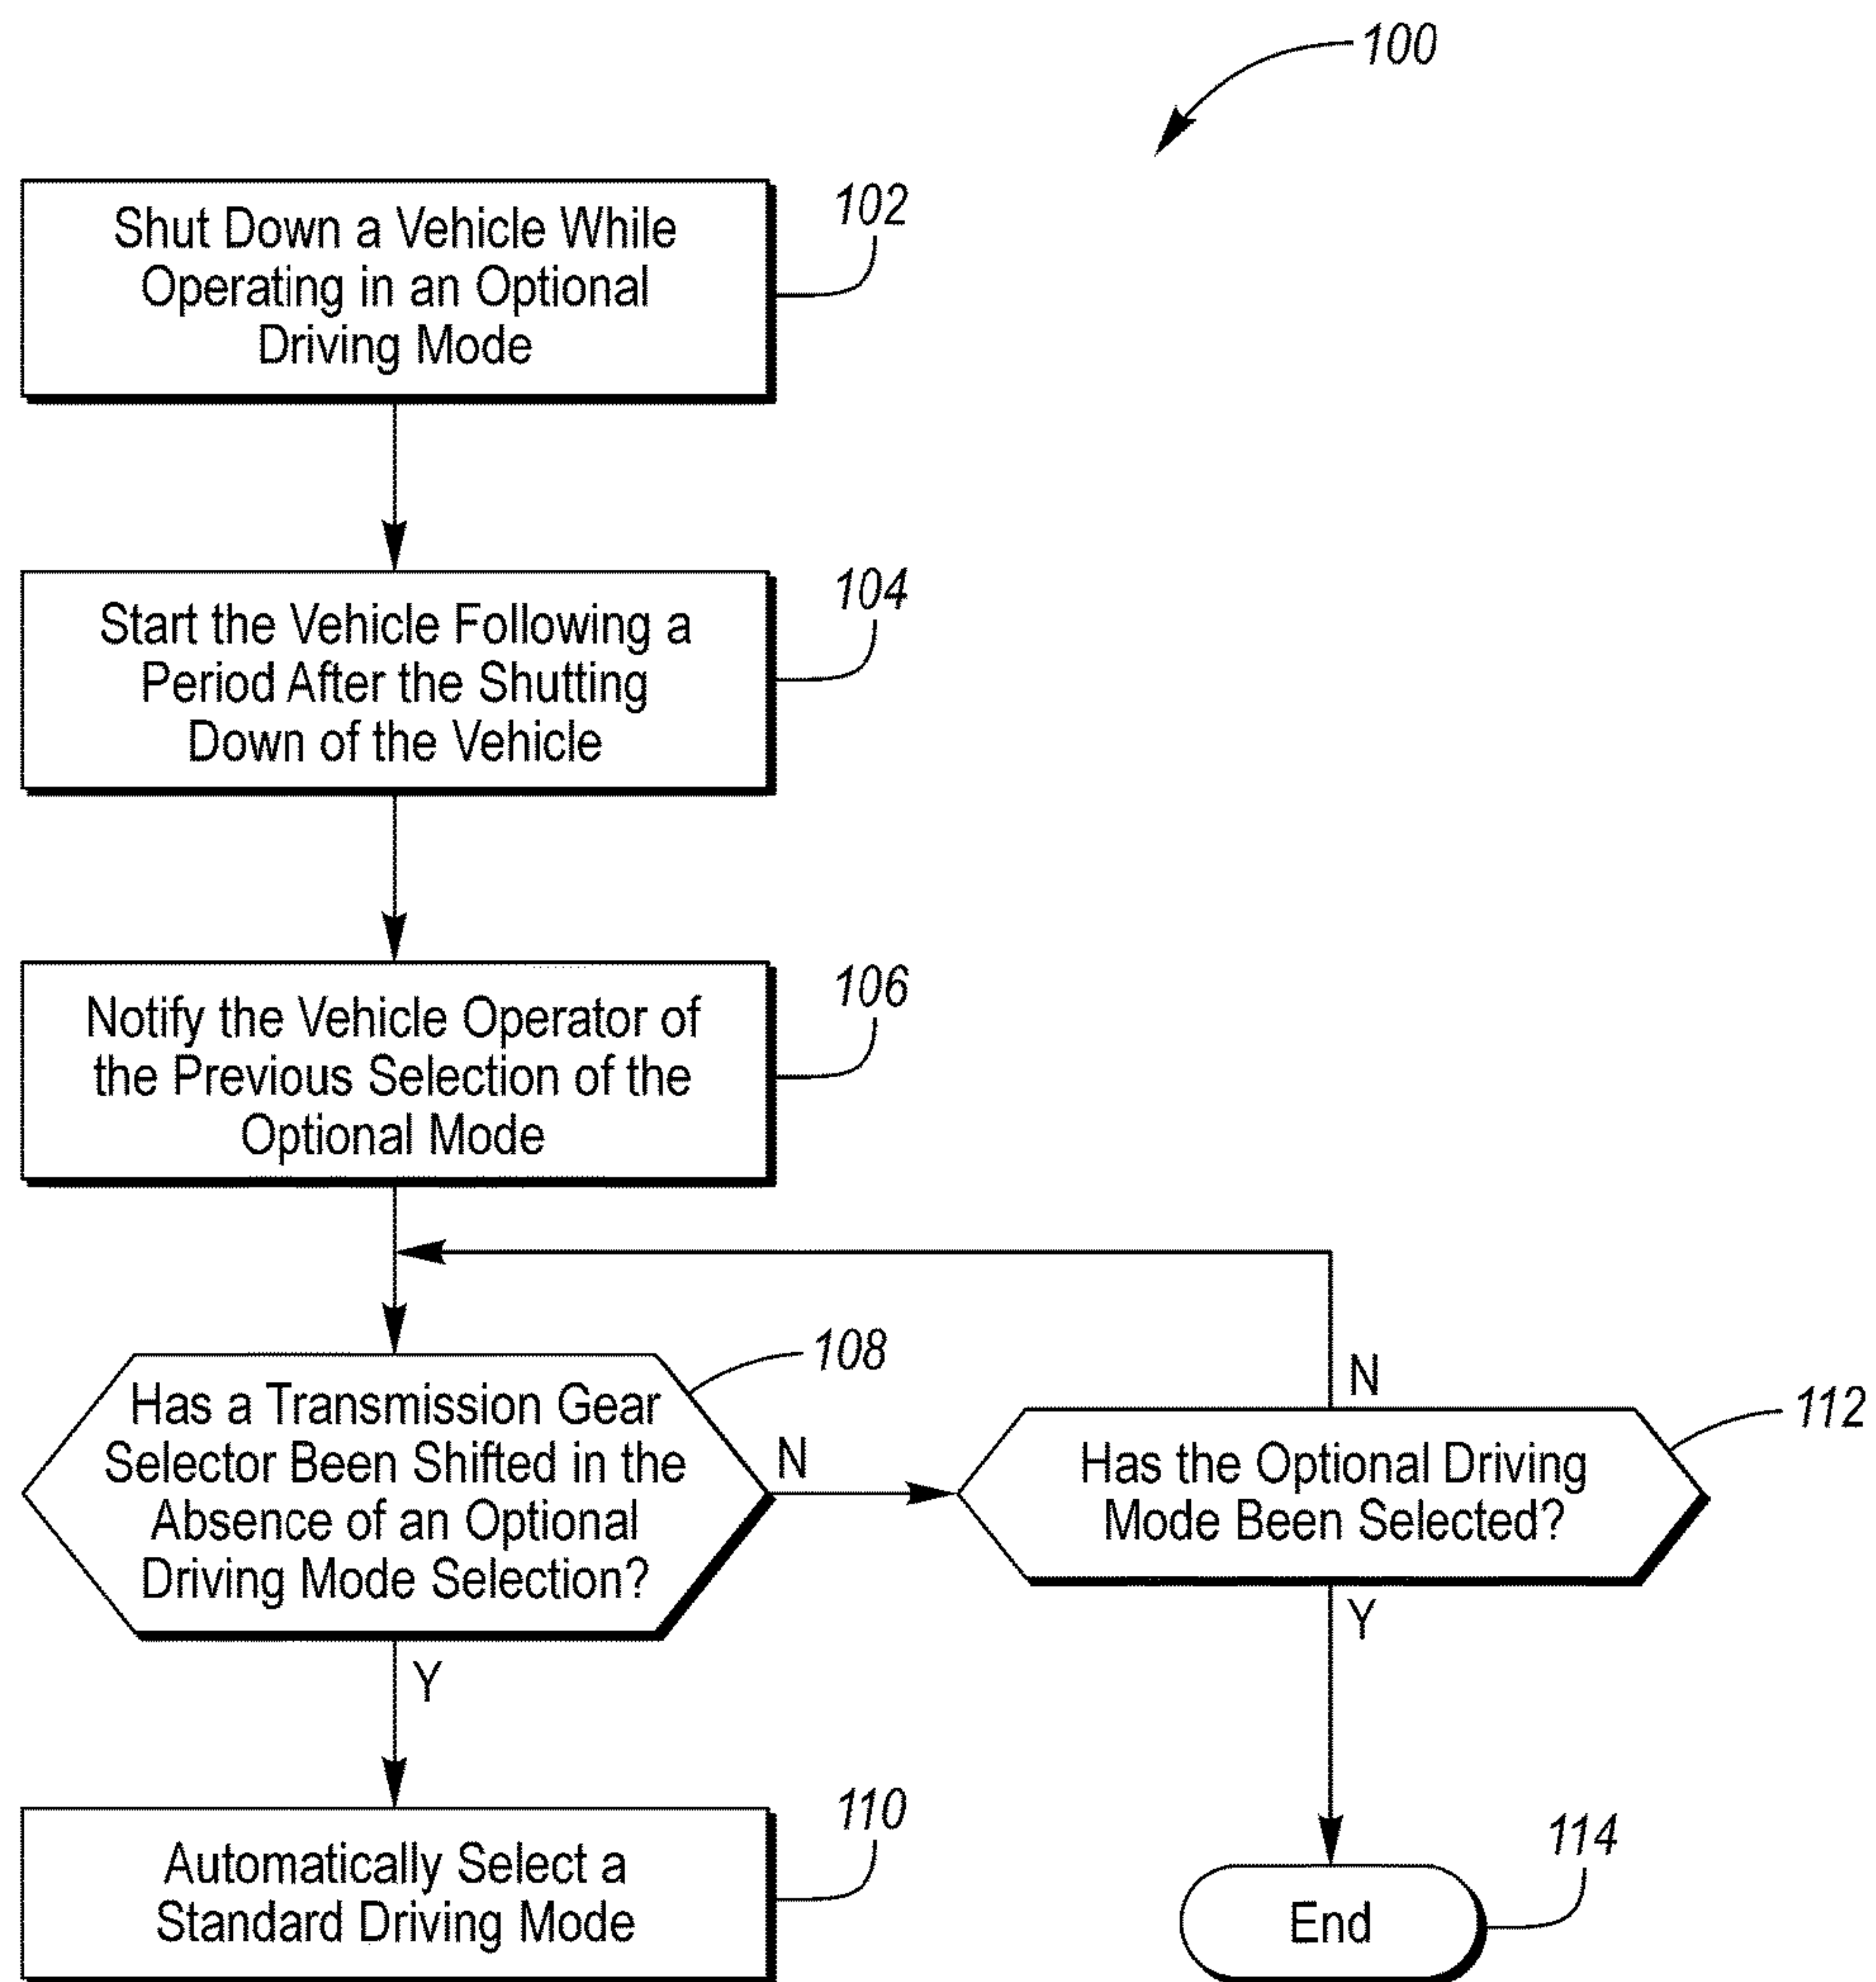 100
Shut Down a Vehicle While
Operating in an Optional
Driving Mode
102
Start the Vehicle Following a
Period After the Shutting
Down of the Vehicle
104
Notify the Vehicle Operator of
the Previous Selection of the
Optional Mode
106
Has a Transmission Gear
Selector Been Shifted in the
Absence of an Optional
Driving Mode Selection?
108
N
Y
Has the Optional Driving
Mode Been Selected?
112
N
Y
Automatically Select a
Standard Driving Mode
110
End
114